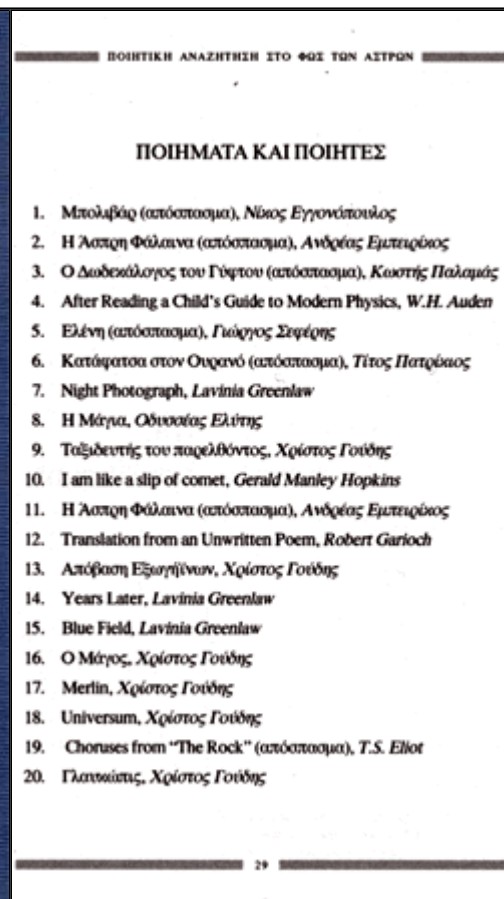 ΠΟΙΗΤΙΚΗ ΑΝΑΖΗΤΗΣΗ ΣΤΟ ΦΩΣ ΤΩΝ ΑΣΤΡΩΝ
ΠΟΙΗΜΑΤΑ ΚΑΙ ΠΟΙΗΤΕΣ
1. Μπολιβάρ (απόσπασμα), Νίκος Εγγονόπουλος
2. Η Άσπρη Φάλαινα (απόσπασμα), Ανδρέας Εμπειρίκος
3. Ο Δωδεκάλογος του Γύφτου (απόσπασμα), Κωστής Παλαμάς
4. After Reading a Child's Guide to Modern Physics, W.H. Auden
5. Ελένη (απόσπασμα), Γιώργος Σεφέρης
6. Κατάφατσα στον Ουρανό (απόσπασμα), Τίτος Πατρίκιος
7. Night Photograph, Lavinia Greenlaw
8. Η Μάγια, Οδυσσέας Ελύτης
9. Ταξιδευτής του παρελθόντος, Χρίστος Γούδης
10. I am like a slip of comet, Gerald Manley Hopkins
11. Η Άσπρη Φάλαινα (απόσπασμα), Ανδρέας Εμπειρίκος
12. Translation from an Unwritten Poem, Robert Garioch
13. Απόβαση Εξωγήϊνων, Χρίστος Γούδης
14. Years Later, Lavinia Greenlaw
15. Blue Field, Lavinia Greenlaw
16. Ο Μάγος, Χρίστος Γούδης
17. Merlin, Χρίστος Γούδης
18. Universum, Χρίστος Γούδης
19. Choruses from “The Rock” (απόσπασμα), T.S. Eliot
20. Γλαυκώπις, Χρίστος Γούδης
29